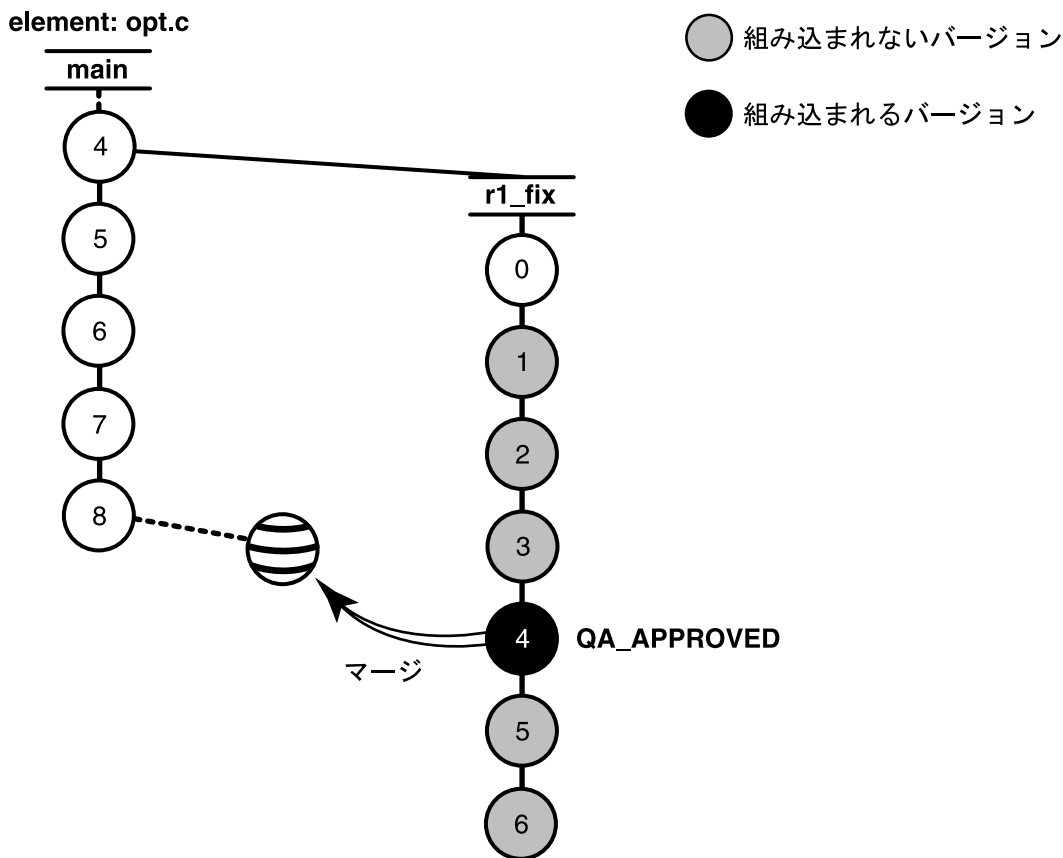 element: opt.c
main
4
5
6
7
8
r1_fix
0
1
2
3
4 QA_APPROVED
5
6
マージ
組み込まれないバージョン
組み込まれるバージョン